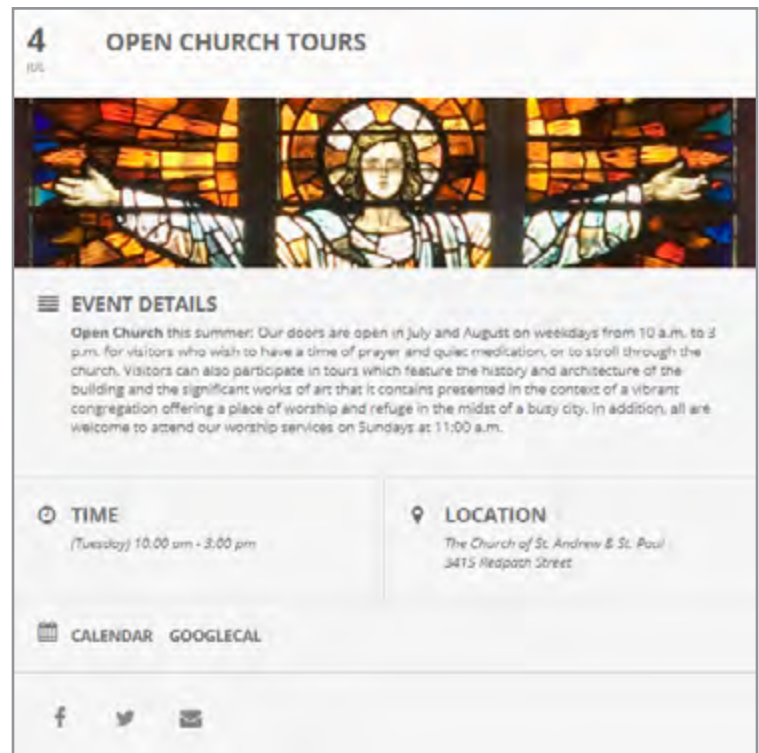 4
JUL
OPEN CHURCH TOURS
EVENT DETAILS
Open Church this summer: Our doors are open in July and August on weekdays from 10 a.m. to 3
p.m. for visitors who wish to have a time of prayer and quiet meditation, or to stroll through the
church. Visitors can also participate in tours which feature the history and architecture of the
building and the significant works of art that it contains presented in the context of a vibrant
congregation offering a place of worship and refuge in the midst of a busy city. In addition, all are
welcome to attend our worship services on Sundays at 11:00 a.m.
TIME
(Tuesday) 10:00 am - 3:00 pm
LOCATION
The Church of St. Andrew & St. Paul
3415 Redpath Street
CALENDAR GOOGLECAL